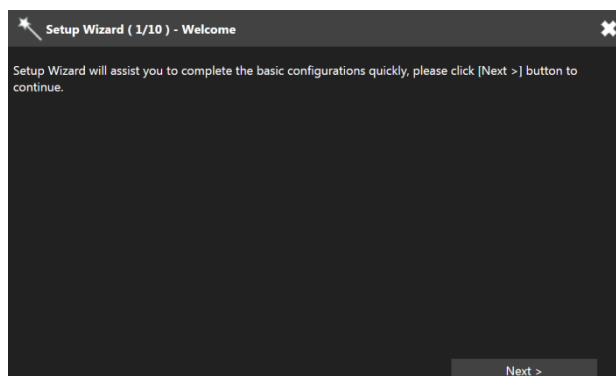 Setup Wizard ( 1/10 ) - Welcome
Setup Wizard will assist you to complete the basic configurations quickly, please click [Next >] button to
continue.
Next >